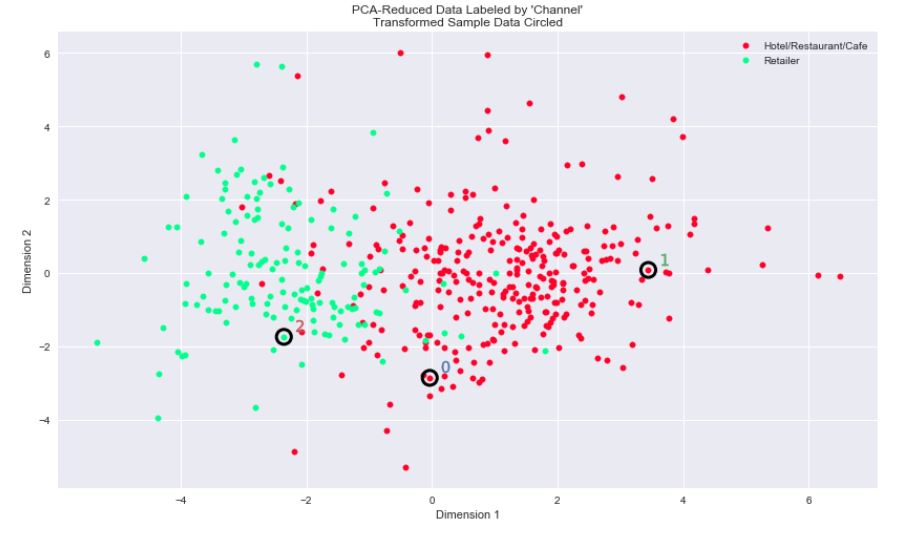 PCA-Reduced Data Labeled by 'Channel'
Transformed Sample Data Circled
Hotel/Restaurant/Cafe
Retailer
6
4
2
0
−2
−4
Dimension 2
1
2
0
−4
−2
0
2
4
6
Dimension 1